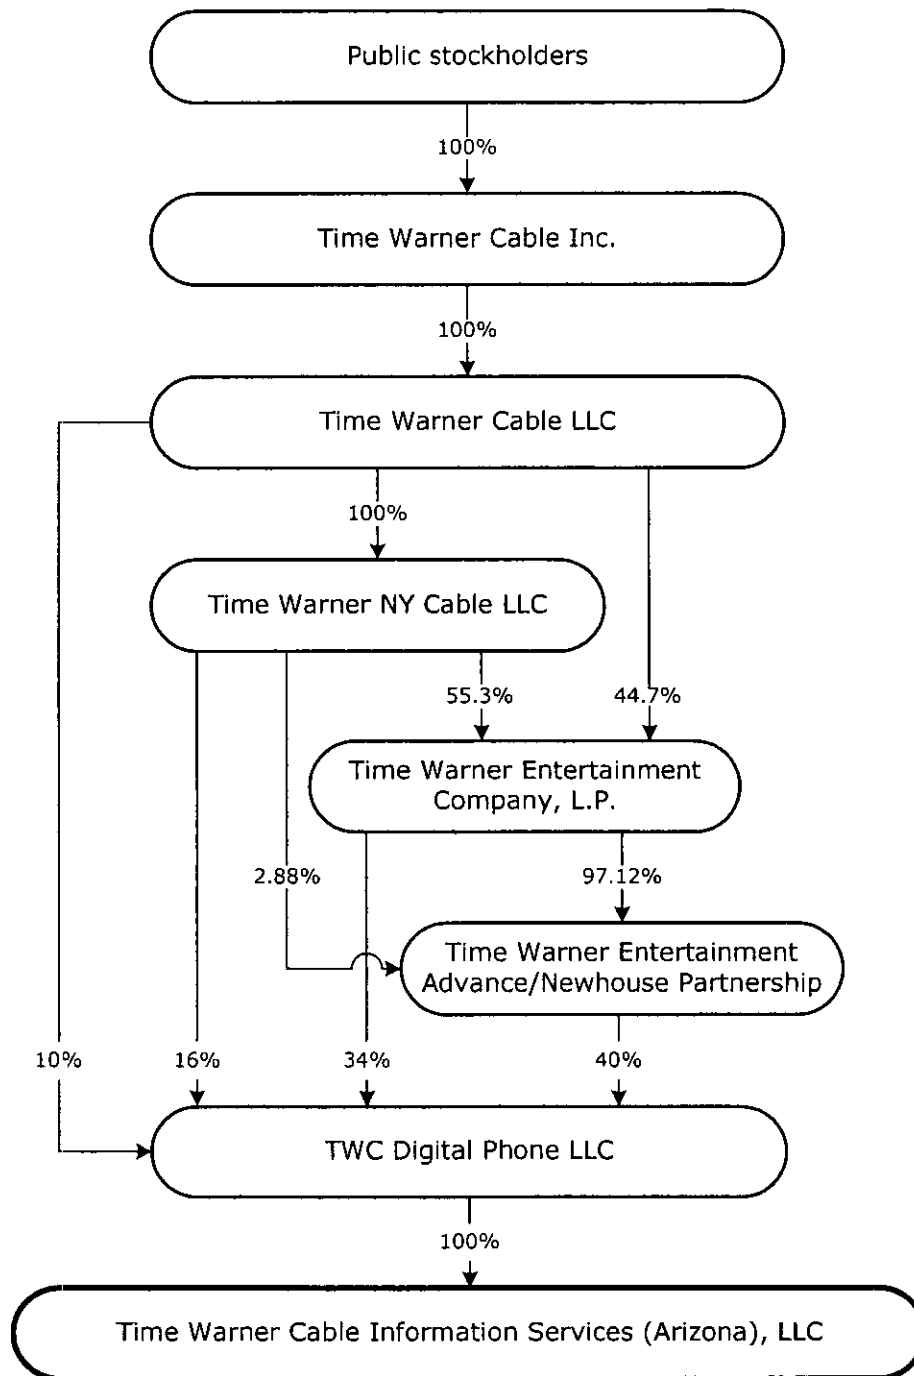 Public stockholders
100%
Time Warner Cable Inc.
100%
Time Warner Cable LLC
100%
Time Warner NY Cable LLC
55.3%
44.7%
Time Warner Entertainment
Company, L.P.
2.88%
97.12%
Time Warner Entertainment
Advance/Newhouse Partnership
10%
16%
34%
40%
TWC Digital Phone LLC
100%
Time Warner Cable Information Services (Arizona), LLC